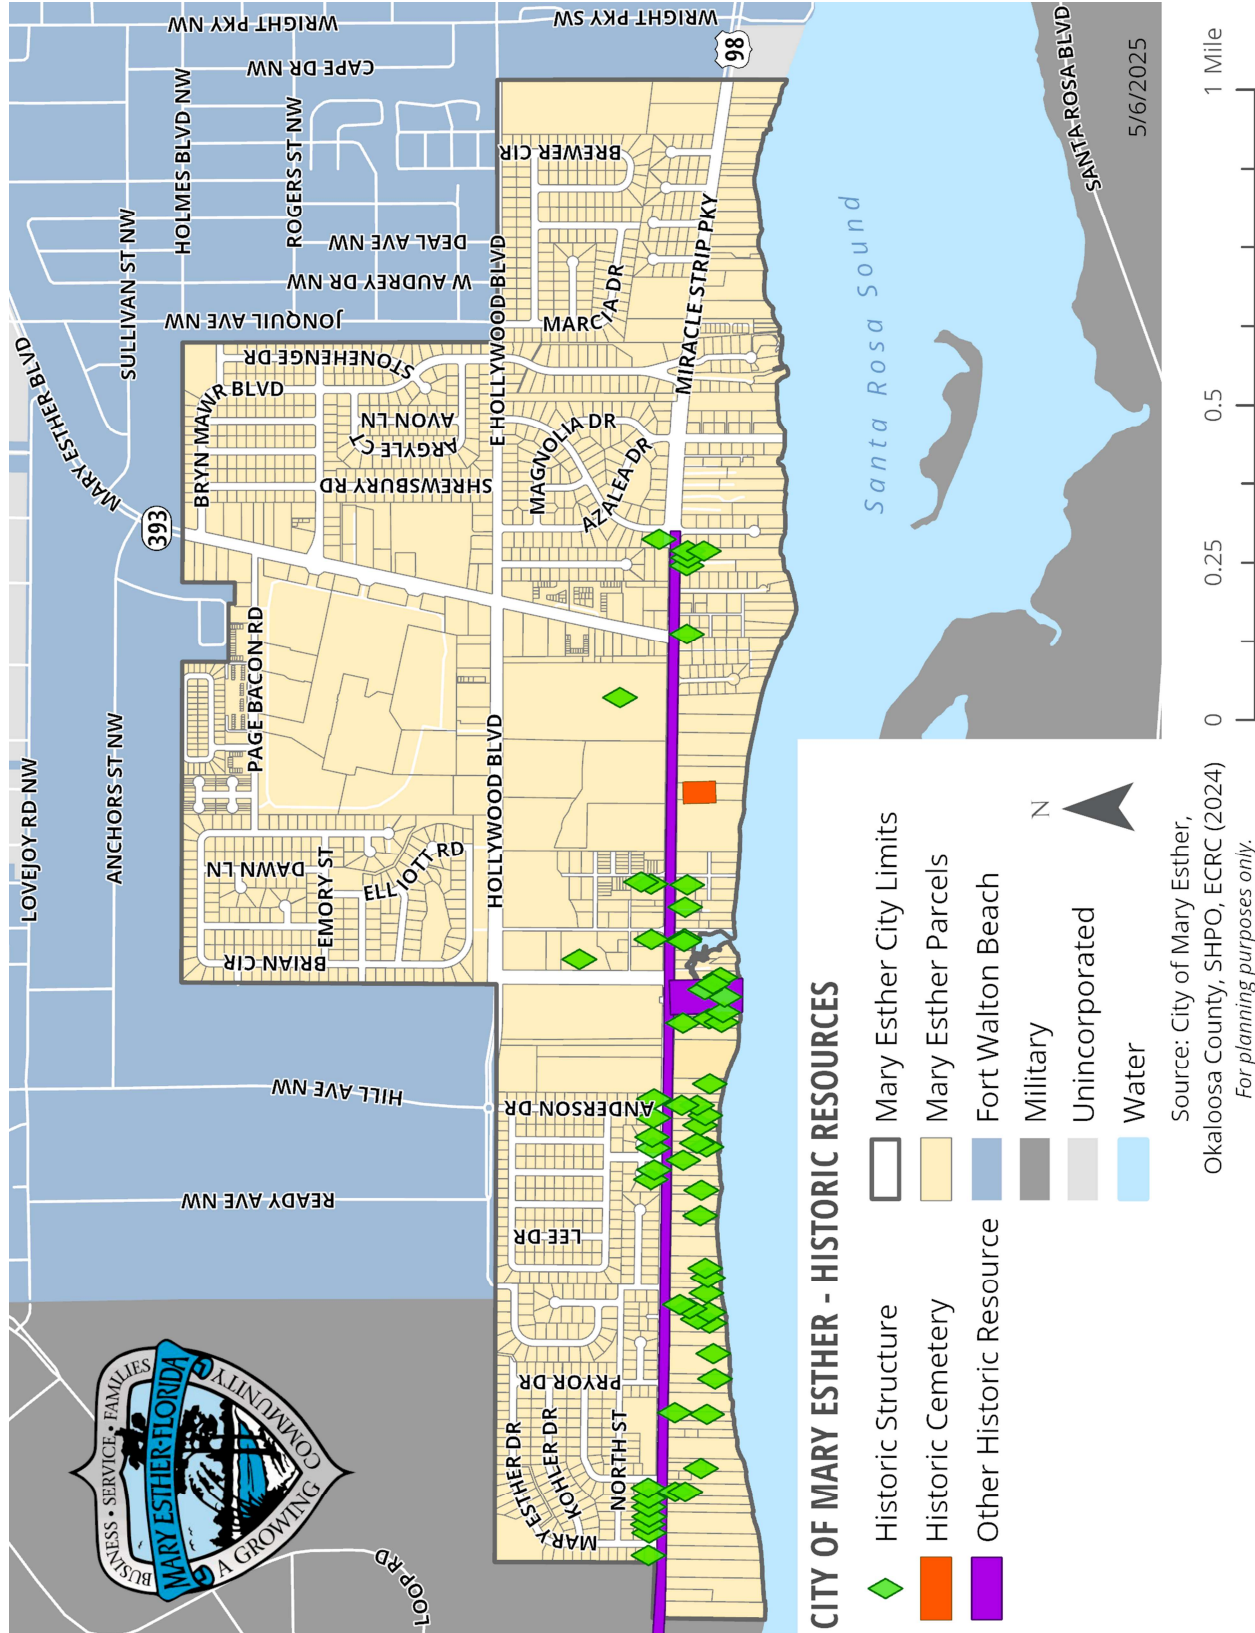 BUSINESS • SERVICE • FAMILIES
MARY ESTHER-FLORIDA
A GROWING COMMUNITY
LOVEJOY RD NW
ANCHORS ST NW
HILL AVE NW
READY AVE NW
LOOP RD
MARY ESTHER BLVD
393
SULLIVAN ST NW
HOLMES BLVD NW
ROGERS ST NW
WRIGHT PKY NW
WRIGHT PKY SW
CAPE DR NW
DEAL AVE NW
W AUDREY DR NW
JONQUIL AVE NW
STONEHENGE DR
BRYN MAWR BLVD
AVON LN
ARGYLE CT
SHREWSBURY RD
PAGE BACON RD
DAWN LN
EMORY ST
ELLIOTT RD
BRIAN CIR
HOLLYWOOD BLVD
E HOLLYWOOD BLVD
BREWER CIR
MARCIA DR
MAGNOLIA DR
AZALEA DR
MIRACLE STRIP PKY
98
ANDERSON DR
LEE DR
PRYOR DR
KOHLER DR
MARY ESTHER DR
NORTH ST
MARY
Santa Rosa Sound
SANTA ROSA BLVD
5/6/2025
CITY OF MARY ESTHER - HISTORIC RESOURCES
Historic Structure
Historic Cemetery
Other Historic Resource
Mary Esther City Limits
Mary Esther Parcels
Fort Walton Beach
Military
Unincorporated
Water
N
Source: City of Mary Esther,
Okaloosa County, SHPO, ECRC (2024)
For planning purposes only.
0 0.25 0.5 1 Mile